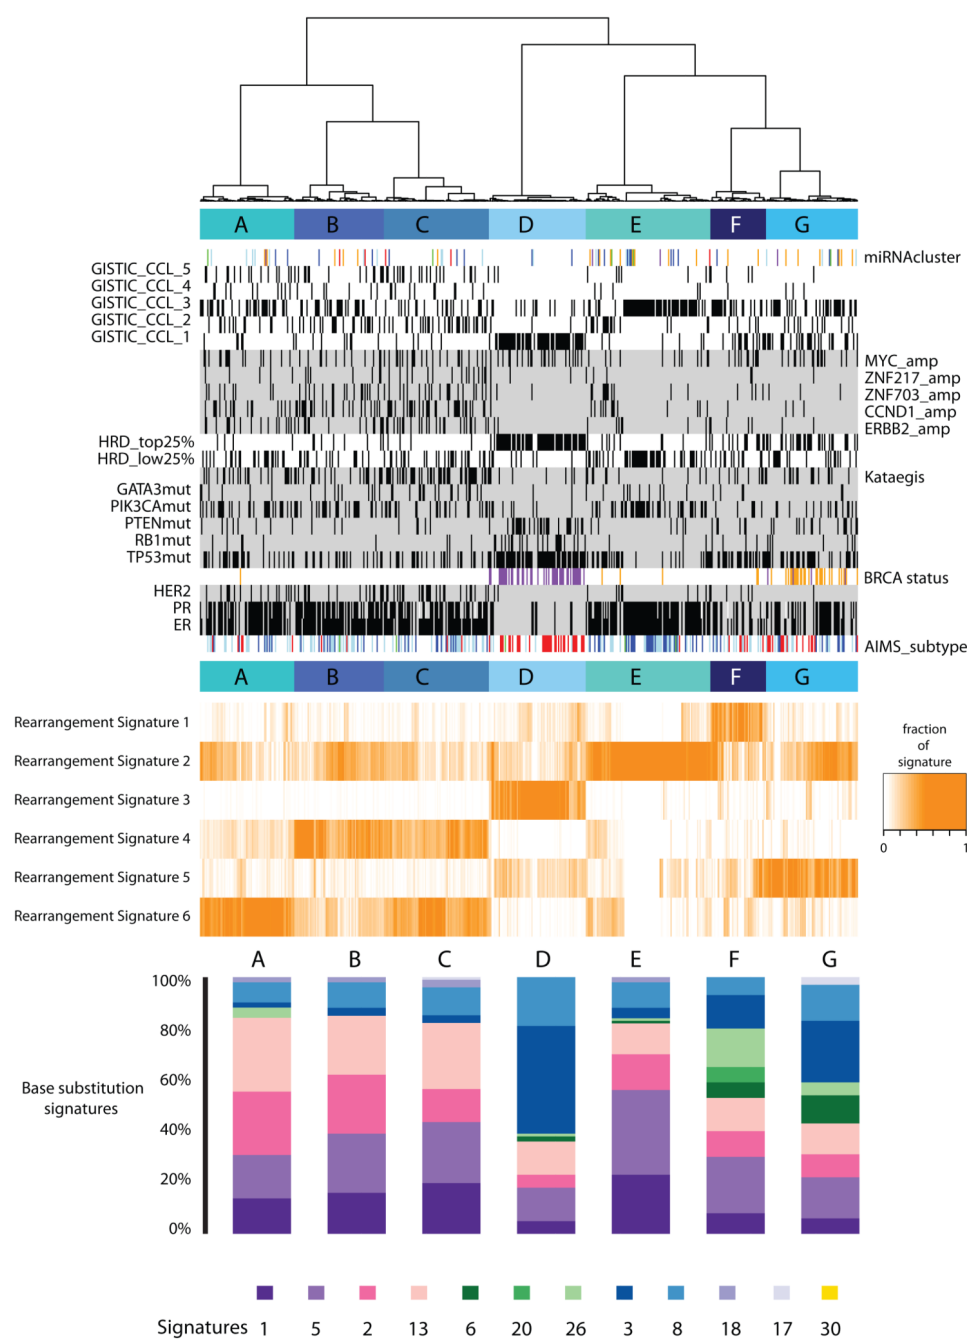 A B C D E F G
miRNAcluster
GISTIC_CCL_5
GISTIC_CCL_4
GISTIC_CCL_3
GISTIC_CCL_2
GISTIC_CCL_1
MYC_amp
ZNF217_amp
ZNF703_amp
CCND1_amp
ERBB2_amp
HRD_top25%
HRD_low25%
Kataegis
GATA3mut
PIK3CAmut
PTENmut
RB1mut
TP53mut
BRCA status
HER2
PR
ER
AIMS_subtype
A B C D E F G
Rearrangement Signature 1
Rearrangement Signature 2
Rearrangement Signature 3
Rearrangement Signature 4
Rearrangement Signature 5
Rearrangement Signature 6
fraction
of
signature
0 1
A B C D E F G
100%
80%
60%
40%
20%
0%
Base substitution
signatures
Signatures 1 5 2 13 6 20 26 3 8 18 17 30